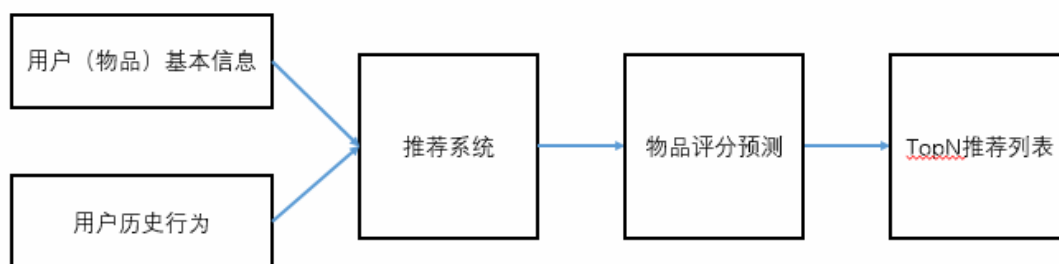 用户（物品）基本信息
用户历史行为
推荐系统
物品评分预测
TopN推荐列表